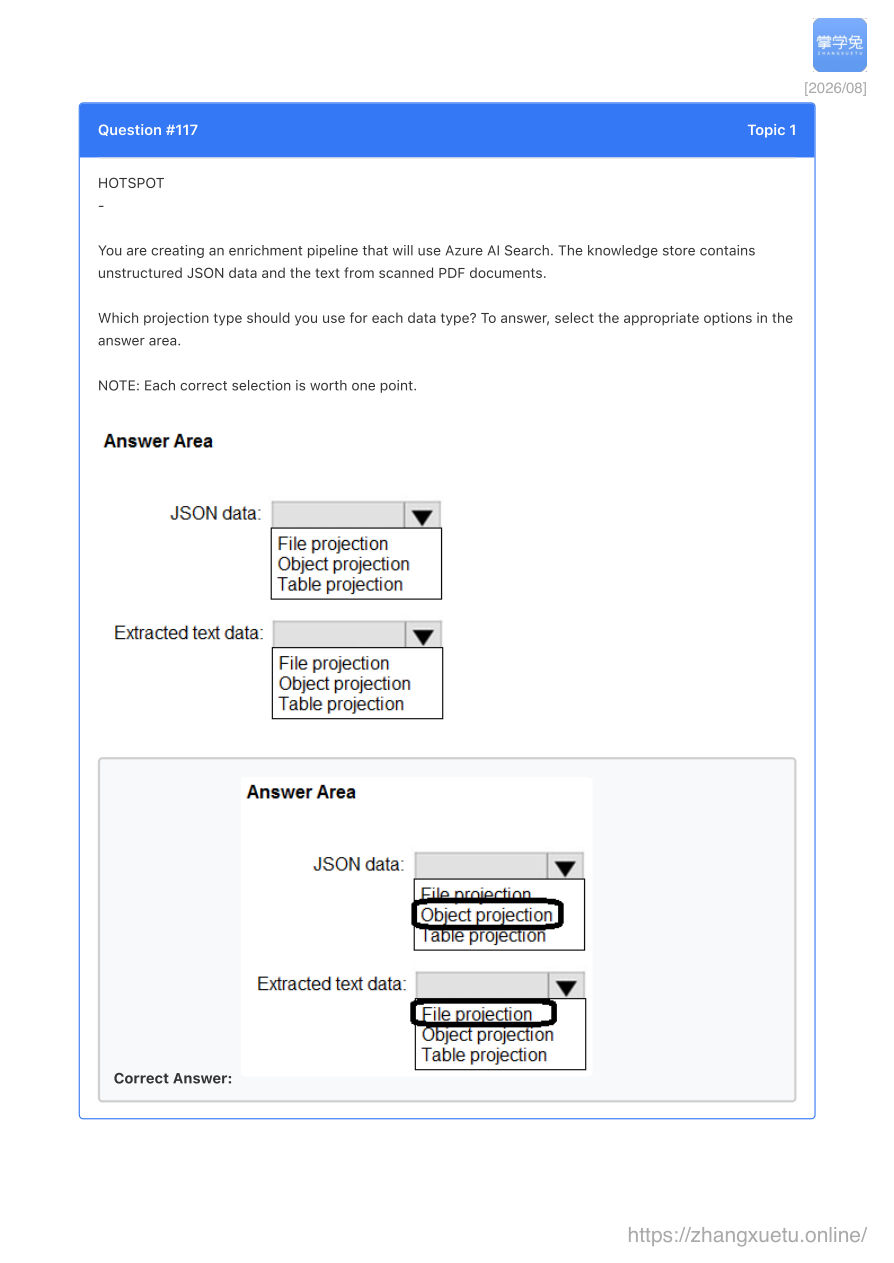 掌学兔
ZHANGXUETU
[2026/08]
Question #117 Topic 1
HOTSPOT
-
You are creating an enrichment pipeline that will use Azure AI Search. The knowledge store contains
unstructured JSON data and the text from scanned PDF documents.
Which projection type should you use for each data type? To answer, select the appropriate options in the
answer area.
NOTE: Each correct selection is worth one point.
Answer Area
JSON data:
File projection
Object projection
Table projection
Extracted text data:
File projection
Object projection
Table projection
Answer Area
JSON data:
File projection
Object projection
Table projection
Extracted text data:
File projection
Object projection
Table projection
Correct Answer:
https://zhangxuetu.online/